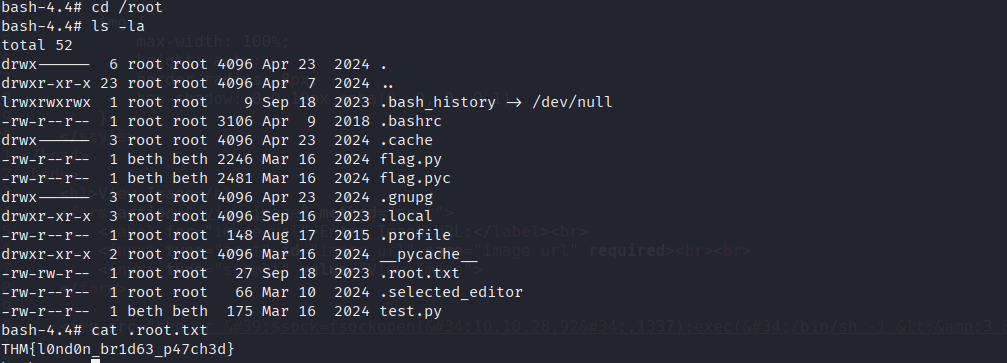 bash-4.4# cd /root
bash-4.4# ls -la
total 52
drwx------  6 root root 4096 Apr 23  2024 .
drwxr-xr-x 23 root root 4096 Apr  7  2024 ..
lrwxrwxrwx  1 root root    9 Sep 18  2023 .bash_history -> /dev/null
-rw-r--r--  1 root root 3106 Apr  9  2018 .bashrc
drwx------  3 root root 4096 Apr 23  2024 .cache
-rw-r--r--  1 beth beth 2246 Mar 16  2024 flag.py
-rw-r--r--  1 beth beth 2481 Mar 16  2024 flag.pyc
drwx------  3 root root 4096 Apr 23  2024 .gnupg
drwxr-xr-x  3 root root 4096 Sep 16  2023 .local
-rw-r--r--  1 root root  148 Aug 17  2015 .profile
drwxr-xr-x  2 root root 4096 Mar 16  2024 __pycache__
-rw-rw-r--  1 root root   27 Sep 18  2023 .root.txt
-rw-r--r--  1 root root   66 Mar 10  2024 .selected_editor
-rw-r--r--  1 beth beth  175 Mar 16  2024 test.py
bash-4.4# cat .root.txt
THM{l0nd0n_br1d63_p47ch3d}